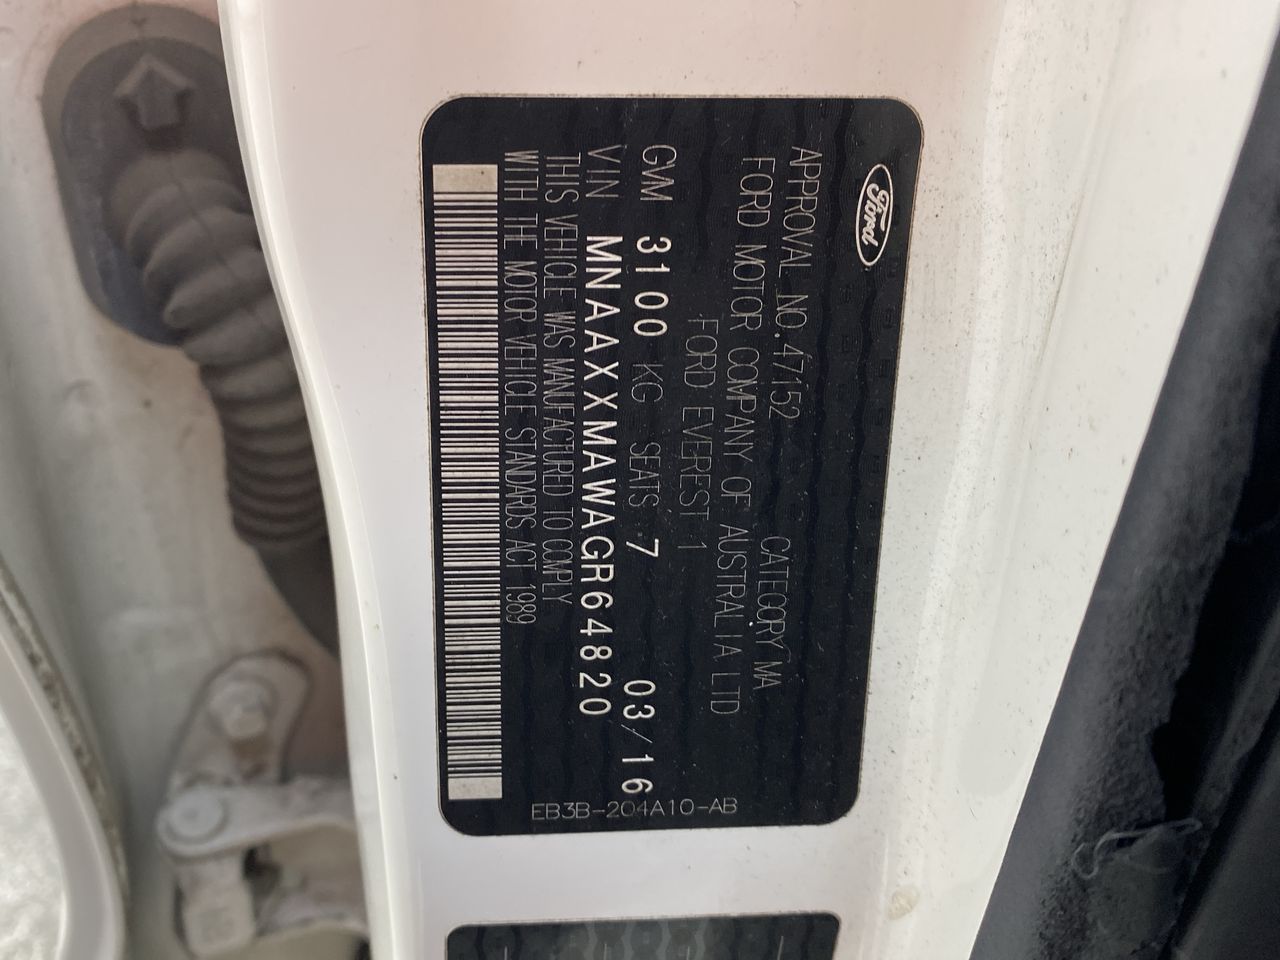 Ford
APPROVAL NO. 47152 CATEGORY MA
FORD MOTOR COMPANY OF AUSTRALIA LTD
FORD EVEREST 1
GVM 3100 KG SEATS 7 03/16
VIN MNAAXXMAWAGR64820
THIS VEHICLE WAS MANUFACTURED TO COMPLY
WITH THE MOTOR VEHICLE STANDARDS ACT 1989
EB3B-204A10-AB